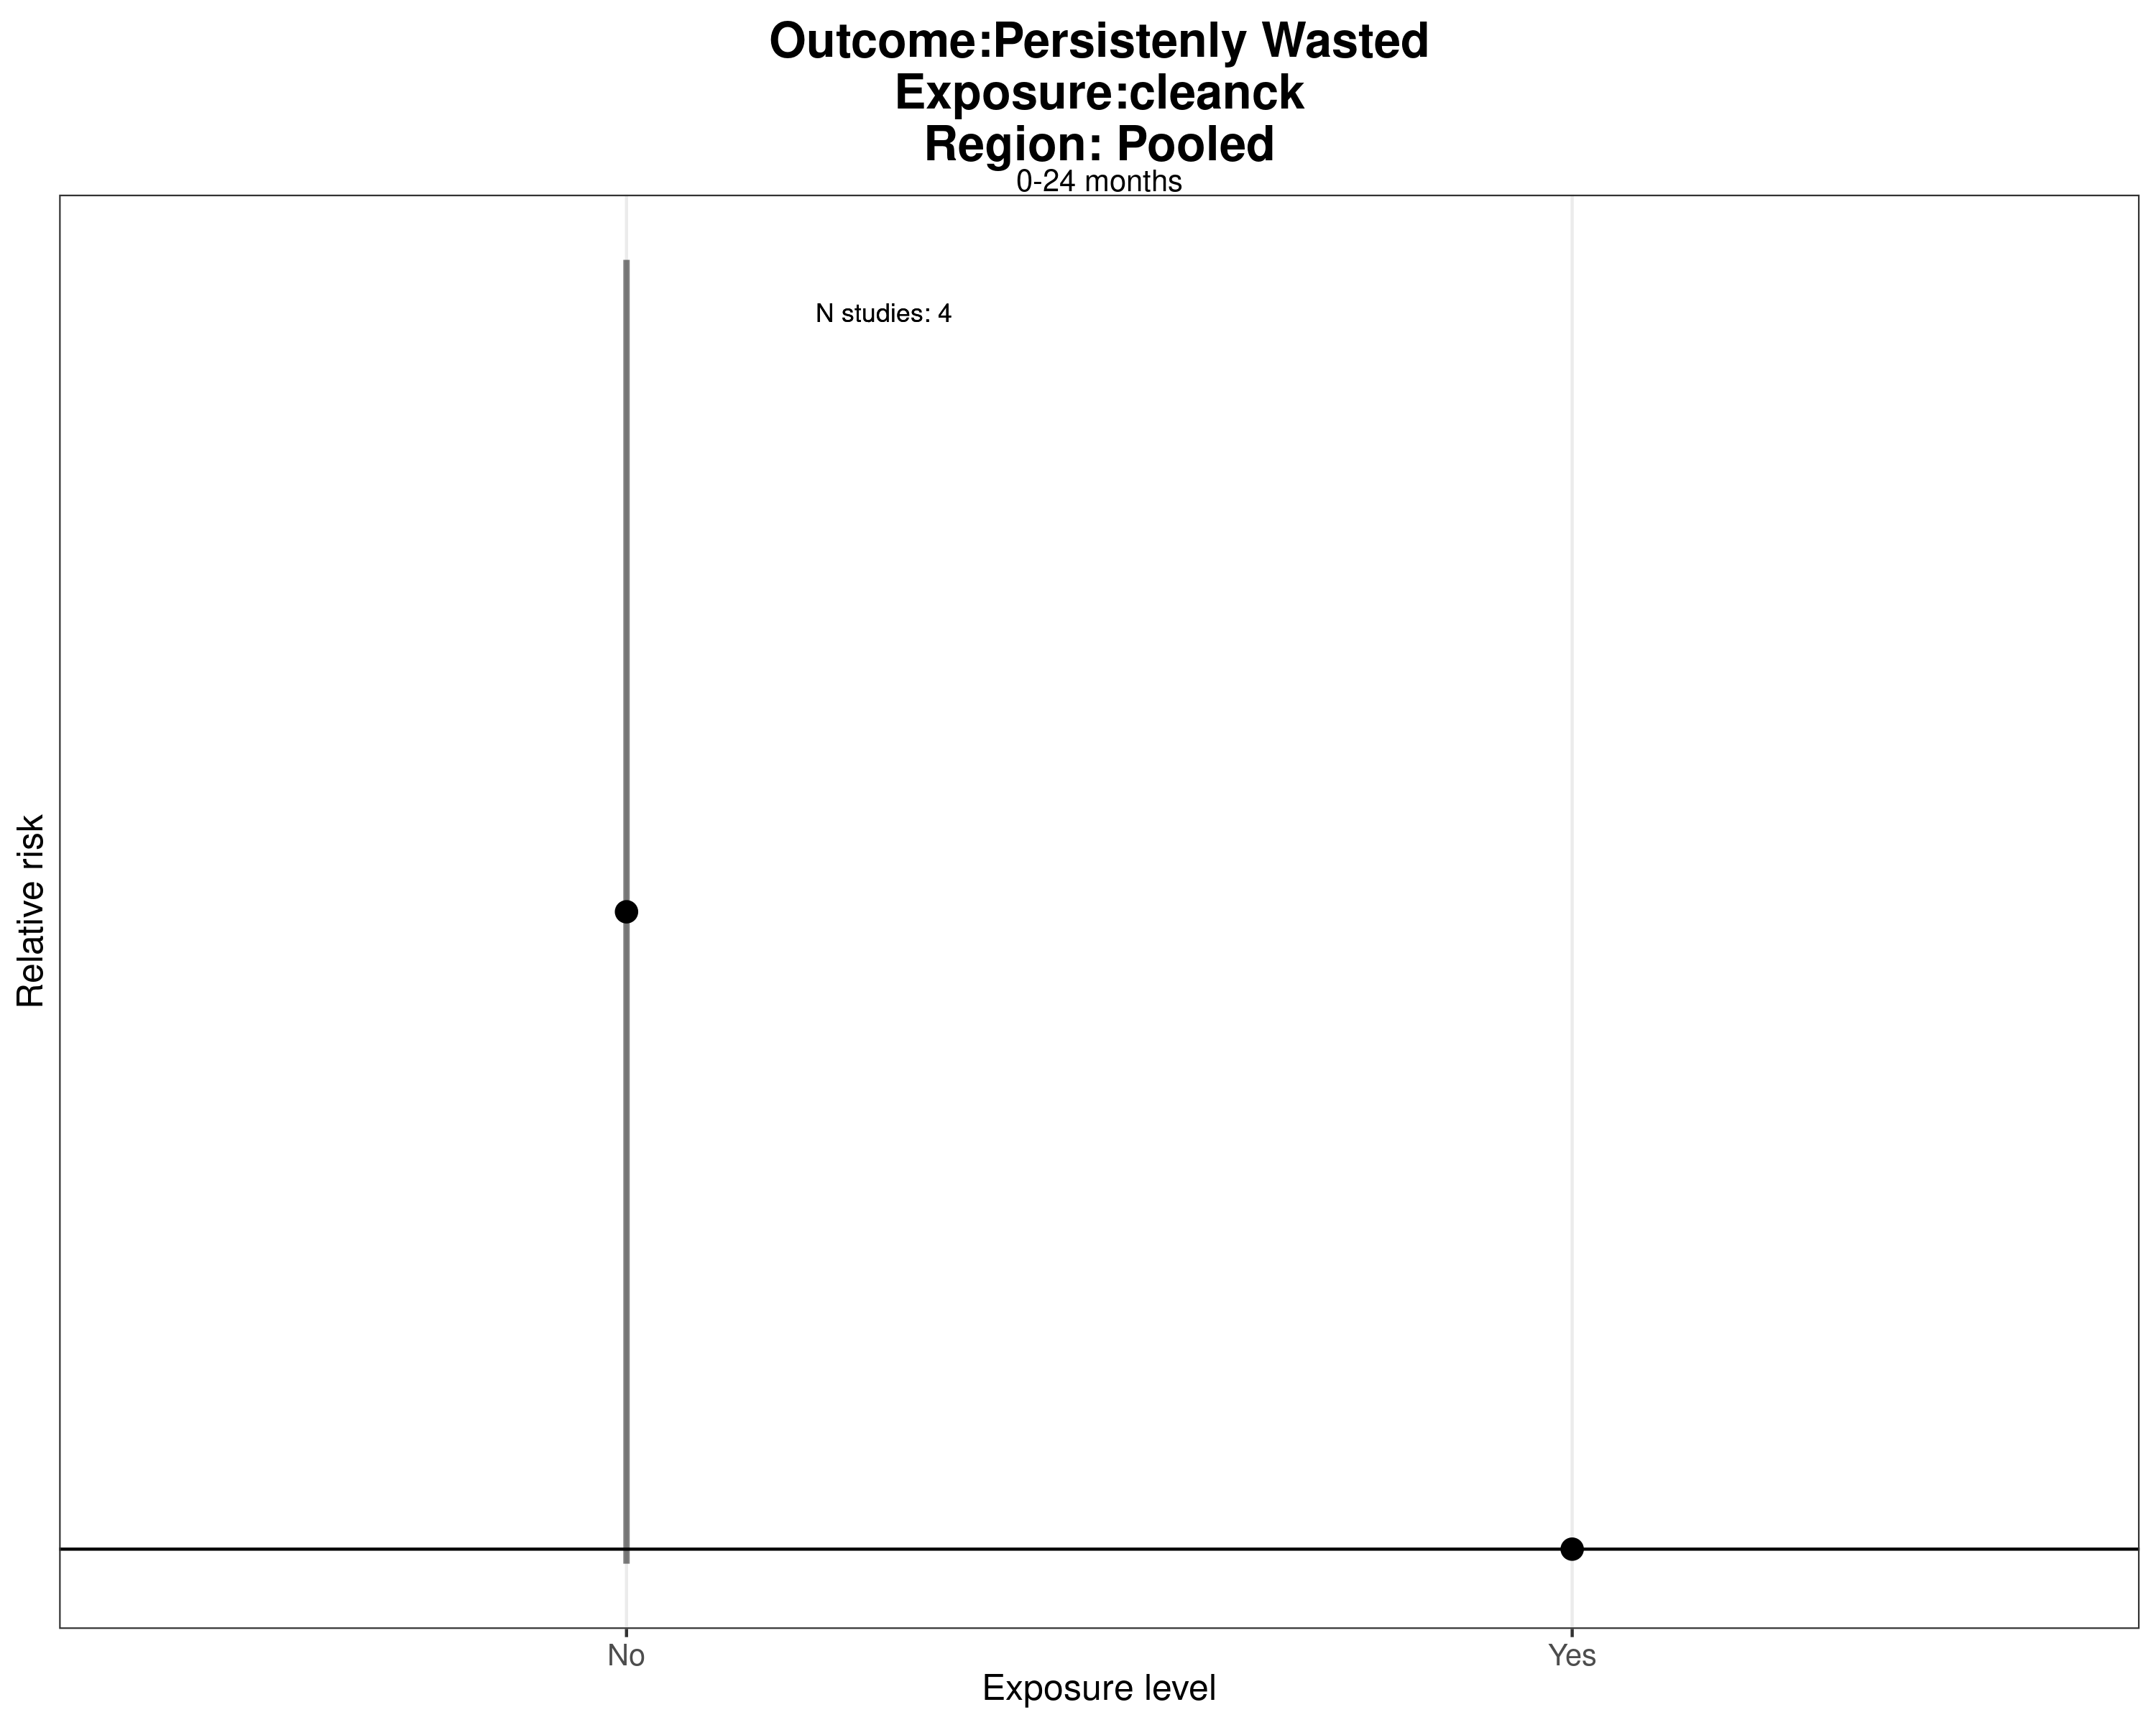 Outcome:Persistenly Wasted
Exposure:cleanck
Region: Pooled
0-24 months
N studies: 4
Relative risk
No
Yes
Exposure level